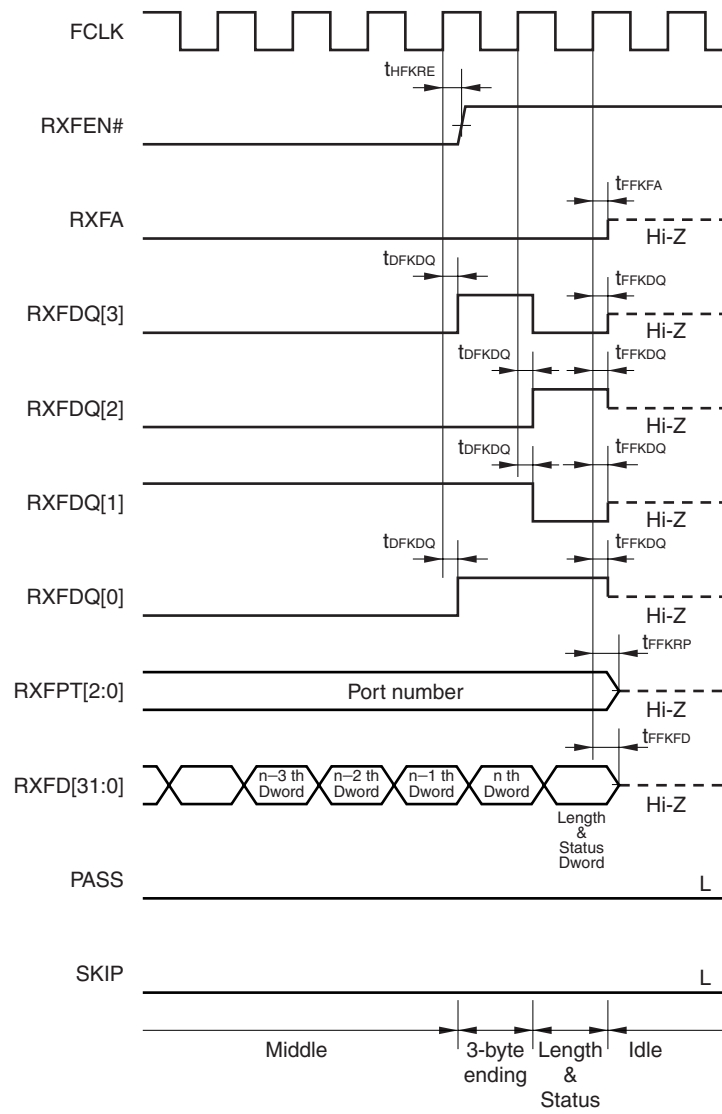 FCLK
tHFKRE
RXFEN#
tFFKFA
RXFA
Hi-Z
tDFKDQ
tFFKDQ
RXFDQ[3]
Hi-Z
tDFKDQ
tFFKDQ
RXFDQ[2]
Hi-Z
tDFKDQ
tFFKDQ
RXFDQ[1]
Hi-Z
tDFKDQ
tFFKDQ
RXFDQ[0]
Hi-Z
tFFKRP
RXFPT[2:0]
Port number
Hi-Z
tFFKFD
RXFD[31:0]
n–3 th
Dword
n–2 th
Dword
n–1 th
Dword
n th
Dword
Hi-Z
Length
&
Status
Dword
PASS
L
SKIP
L
Middle
3-byte
ending
Length
&
Status
Idle